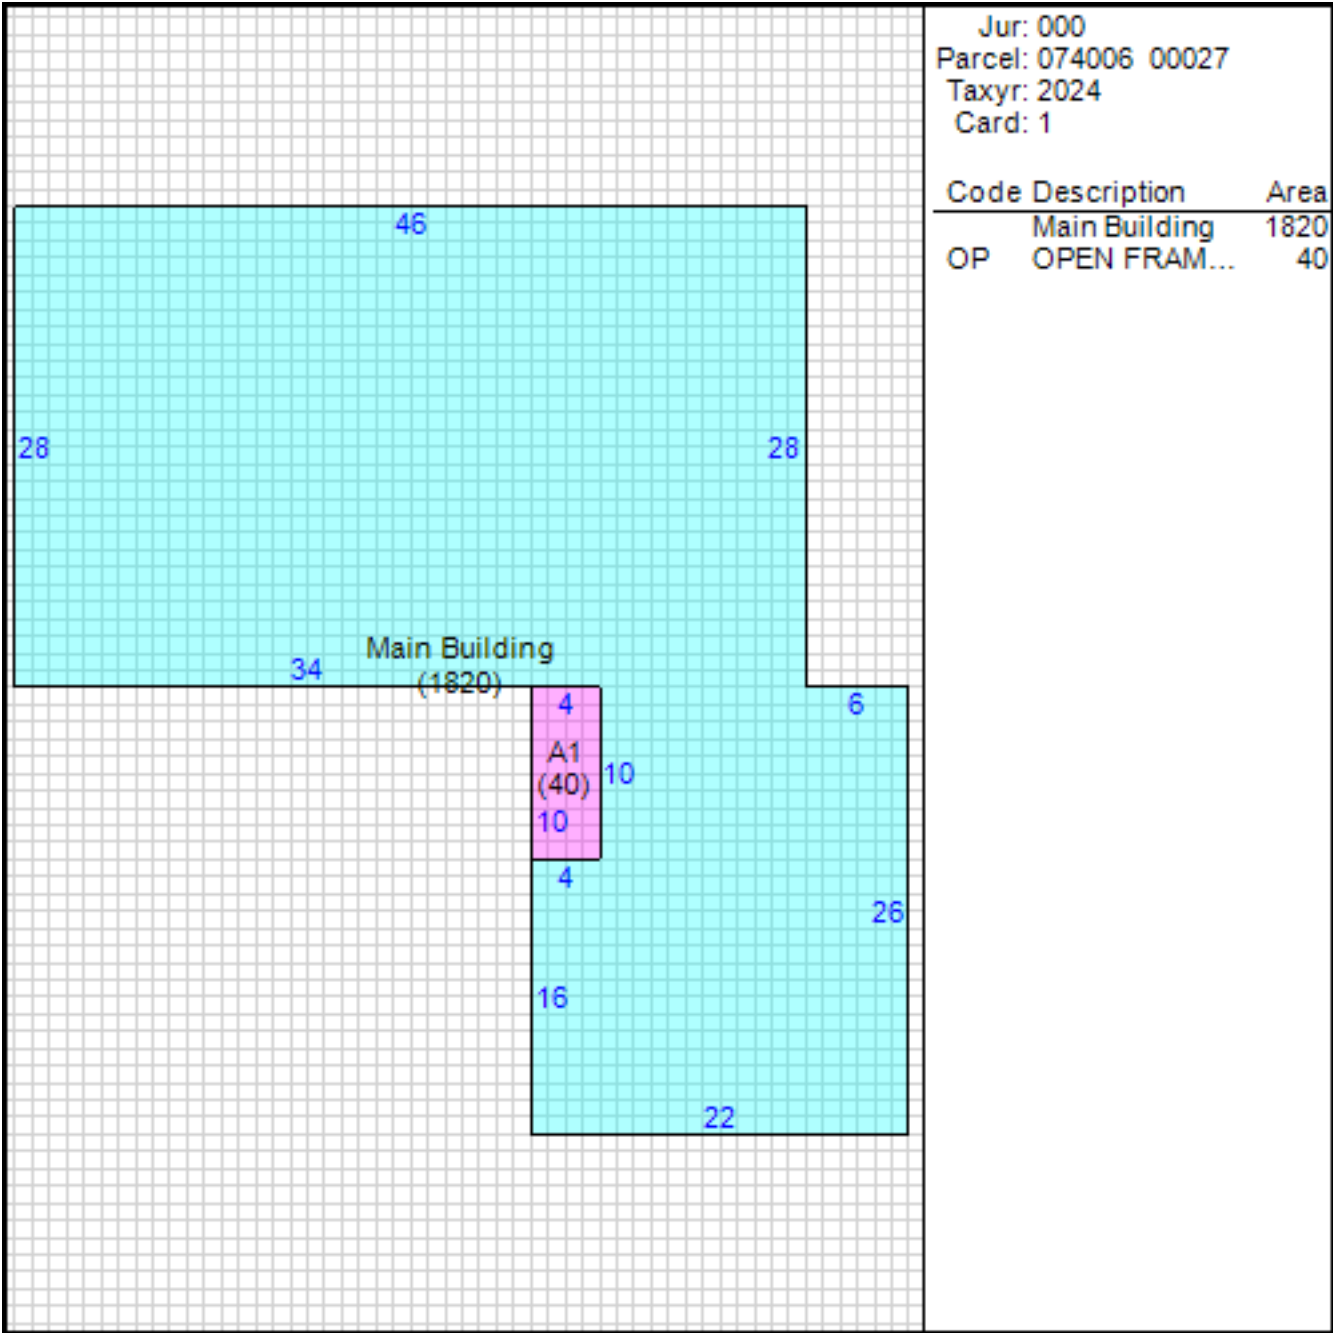 Jur: 000
Parcel: 074006 00027
Taxyr: 2024
Card: 1
Code Description Area
Main Building 1820
OP OPEN FRAM... 40
46
28 28
Main Building
34
(1820)
4 6
A1
10
(40)
10
4
26
16
22